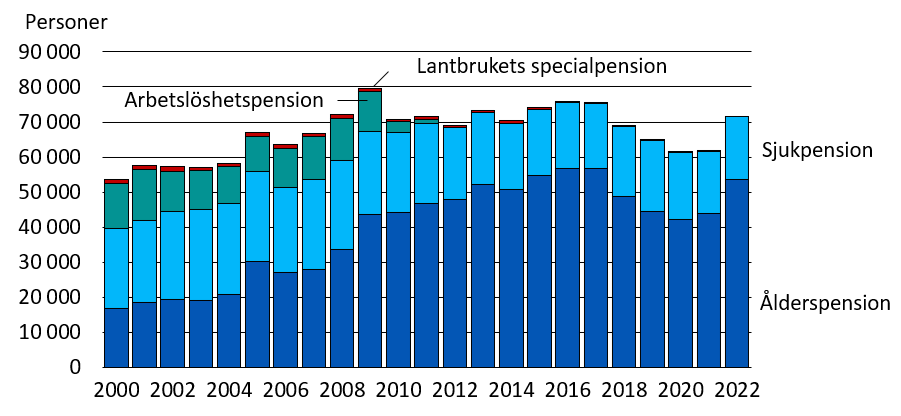 Personer
90 000
Lantbrukets specialpension
80 000
Arbetslöshetspension
70 000
Sjukpension
60 000
50 000
40 000
30 000
20 000
Ålderspension
10 000
0
2000 2002 2004 2006 2008 2010 2012 2014 2016 2018 2020 2022